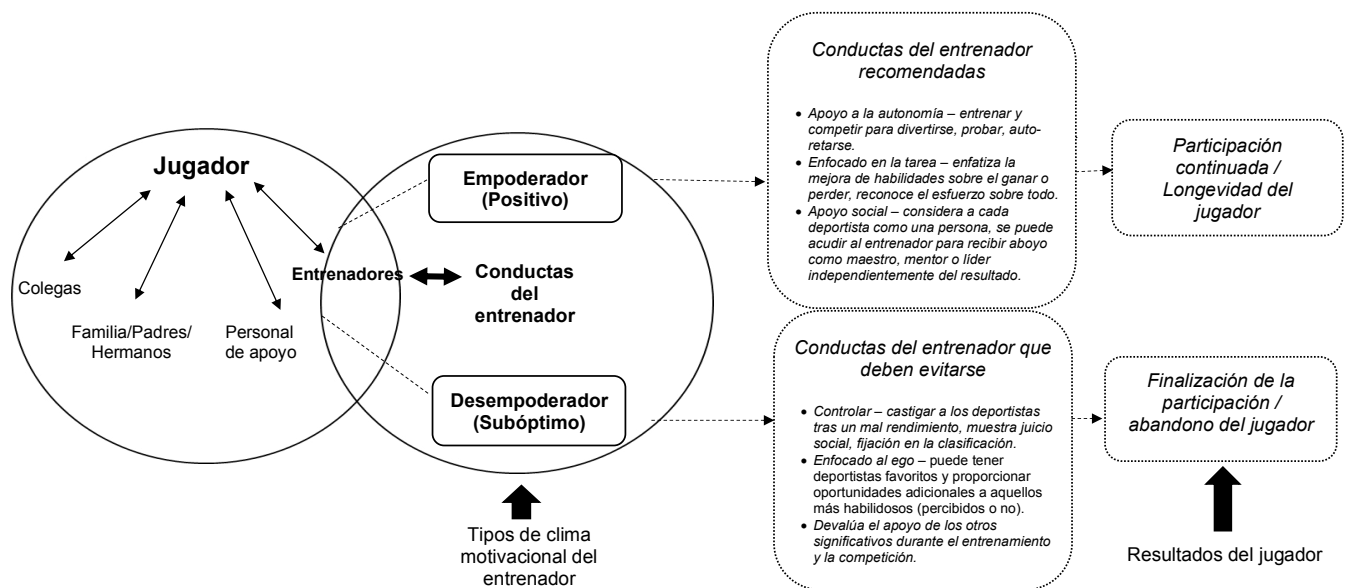 Jugador
Colegas
Familia/Padres/
Hermanos
Personal
de apoyo
Entrenadores
Empoderador
(Positivo)
Conductas
del
entrenador
Desempoderador
(Subóptimo)
Tipos de clima
motivacional del
entrenador
Conductas del entrenador
recomendadas
• Apoyo a la autonomía – entrenar y
competir para divertirse, probar, auto-
retarse.
• Enfocado en la tarea – enfatiza la
mejora de habilidades sobre el ganar o
perder, reconoce el esfuerzo sobre todo.
• Apoyo social – considera a cada
deportista como una persona, se puede
acudir al entrenador para recibir aboyo
como maestro, mentor o líder
independientemente del resultado.
Conductas del entrenador que
deben evitarse
• Controlar – castigar a los deportistas
tras un mal rendimiento, muestra juicio
social, fijación en la clasificación.
• Enfocado al ego – puede tener
deportistas favoritos y proporcionar
oportunidades adicionales a aquellos
más habilidosos (percibidos o no).
• Devalúa el apoyo de los otros
significativos durante el entrenamiento
y la competición.
Participación
continuada /
Longevidad del
jugador
Finalización de la
participación /
abandono del jugador
Resultados del jugador